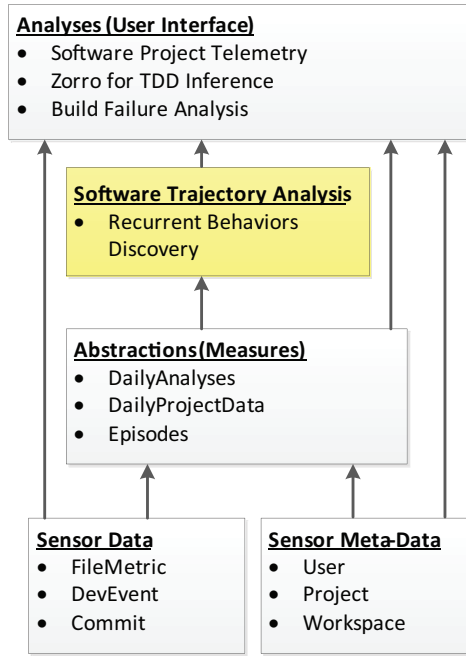 Analyses (User Interface)
• Software Project Telemetry
• Zorro for TDD Inference
• Build Failure Analysis
Software Trajectory Analysis
• Recurrent Behaviors
Discovery
Abstractions (Measures)
• DailyAnalyses
• DailyProjectData
• Episodes
Sensor Data
• FileMetric
• DevEvent
• Commit
Sensor Meta-Data
• User
• Project
• Workspace